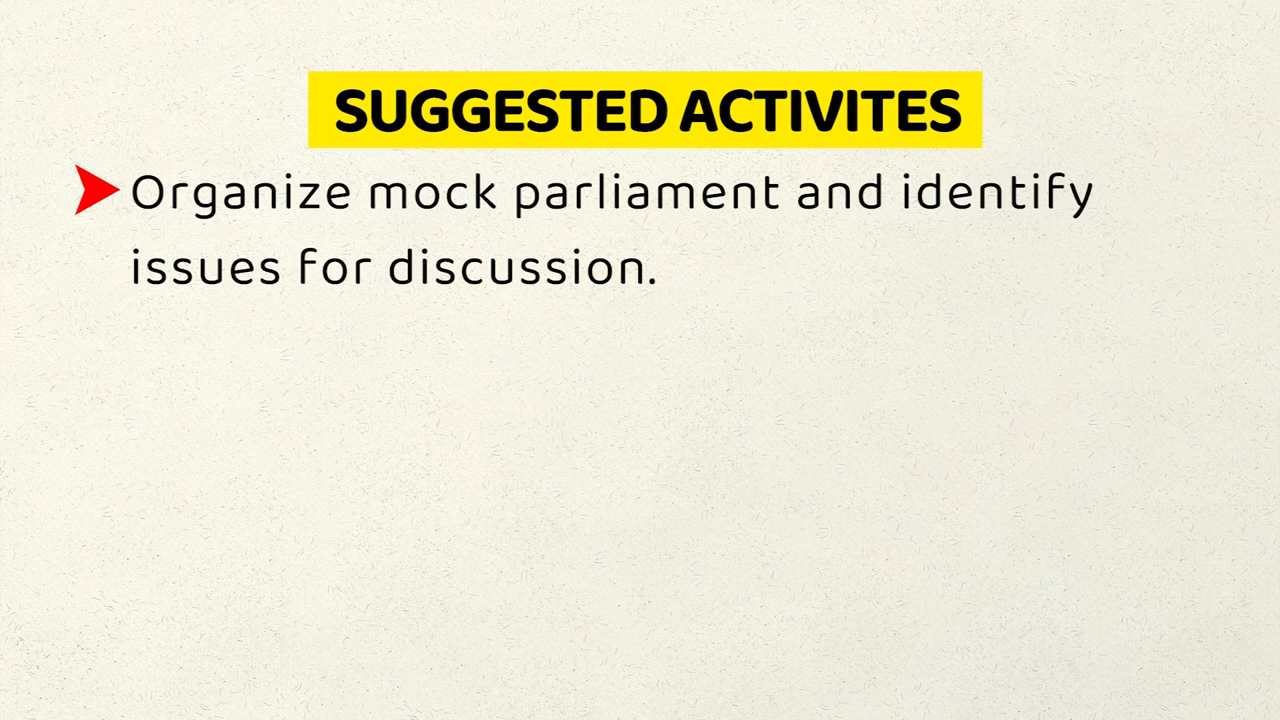 SUGGESTED ACTIVITES
Organize mock parliament and identify
issues for discussion.